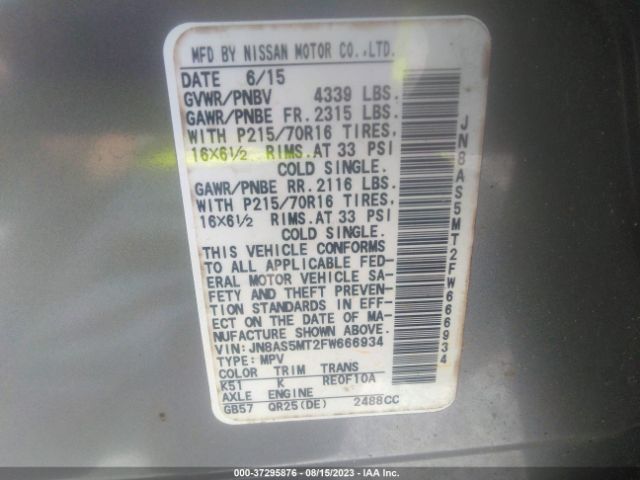 MFD BY NISSAN MOTOR CO.,LTD.
DATE 6/15
GVWR/PNBV 4339 LBS.
GAWR/PNBE FR. 2315 LBS.
WITH P215/70R16 TIRES,
16X6½ RIMS. AT 33 PSI
COLD SINGLE.
GAWR/PNBE RR. 2116 LBS.
WITH P215/70R16 TIRES,
16X6½ RIMS. AT 33 PSI
COLD SINGLE.
THIS VEHICLE CONFORMS
TO ALL APPLICABLE FED-
ERAL MOTOR VEHICLE SA-
FETY AND THEFT PREVEN-
TION STANDARDS IN EFF-
ECT ON THE DATE OF MA-
NUFACTURE SHOWN ABOVE.
VIN: JN8AS5MT2FW666934
TYPE: MPV
COLOR TRIM TRANS
K51 K RE0F10A
AXLE ENGINE
GB57 QR25(DE) 2488CC
JN8AS5MT2FW666934
000-37295876 - 08/15/2023 - IAA Inc.